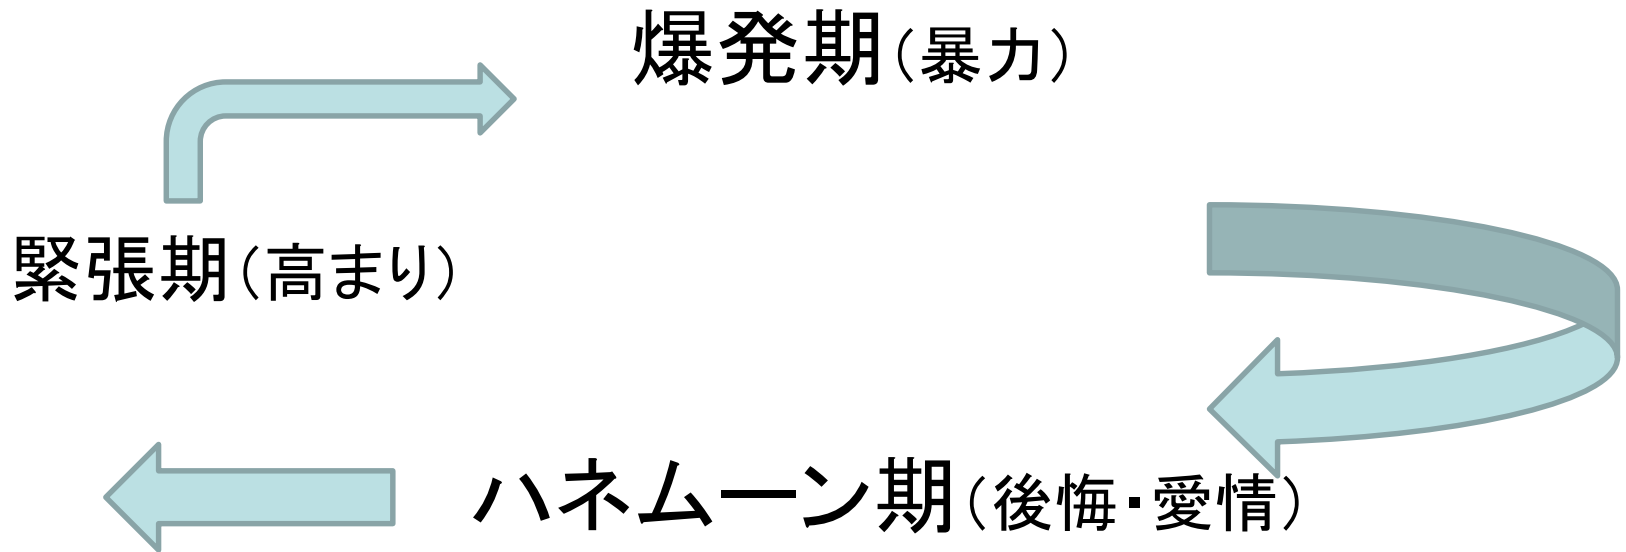 爆発期（暴力）
緊張期（高まり）
ハネムーン期（後悔・愛情）